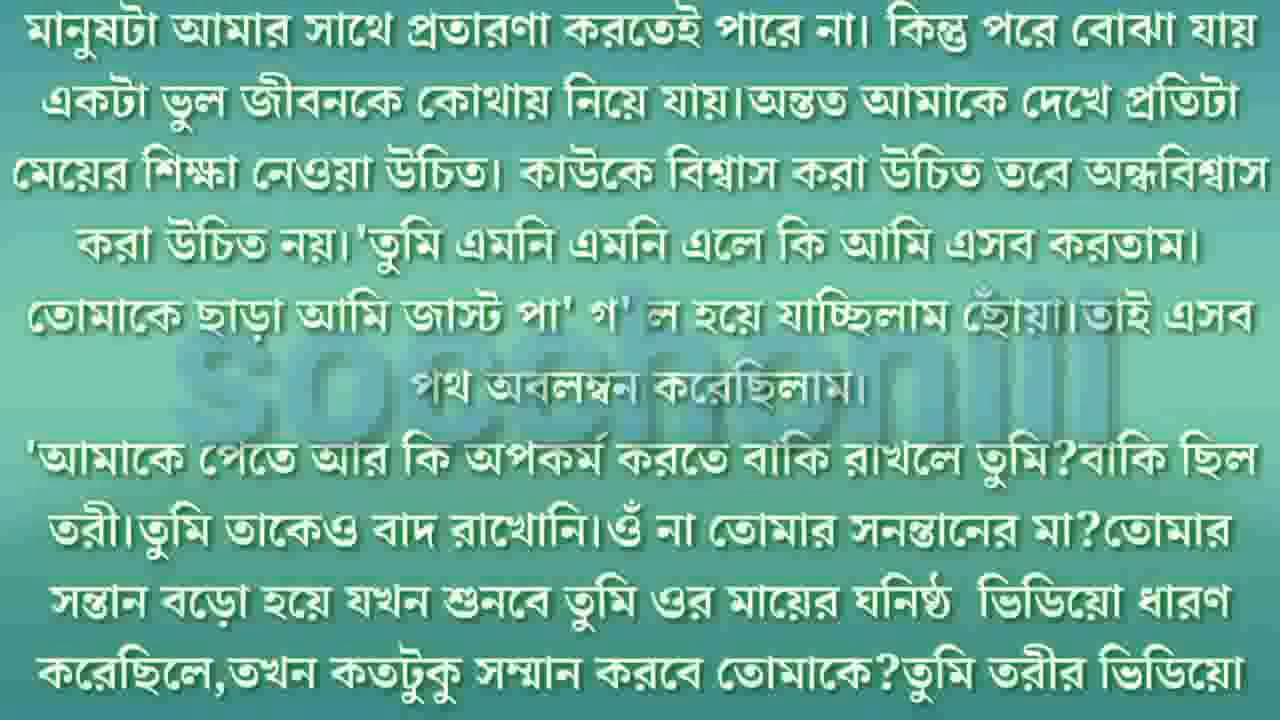 মানুষটা আমার সাথে প্রতারণা করতেই পারে না। কিন্তু পরে বোঝা যায়
একটা ভুল জীবনকে কোথায় নিয়ে যায়।অন্তত আমাকে দেখে প্রতিটা
মেয়ের শিক্ষা নেওয়া উচিত। কাউকে বিশ্বাস করা উচিত তবে অন্ধবিশ্বাস
করা উচিত নয়।'তুমি এমনি এমনি এলে কি আমি এসব করতাম।
তোমাকে ছাড়া আমি জাস্ট পা' গ' ল হয়ে যাচ্ছিলাম ছোঁয়া।তাই এসব
পথ অবলম্বন করেছিলাম।
'আমাকে পেতে আর কি অপকর্ম করতে বাকি রাখলে তুমি?বাকি ছিল
তরী।তুমি তাকেও বাদ রাখোনি।ওঁ না তোমার সনন্তানের মা?তোমার
সন্তান বড়ো হয়ে যখন শুনবে তুমি ওর মায়ের ঘনিষ্ঠ ভিডিয়ো ধারণ
করেছিলে,তখন কতটুকু সম্মান করবে তোমাকে?তুমি তরীর ভিডিয়ো